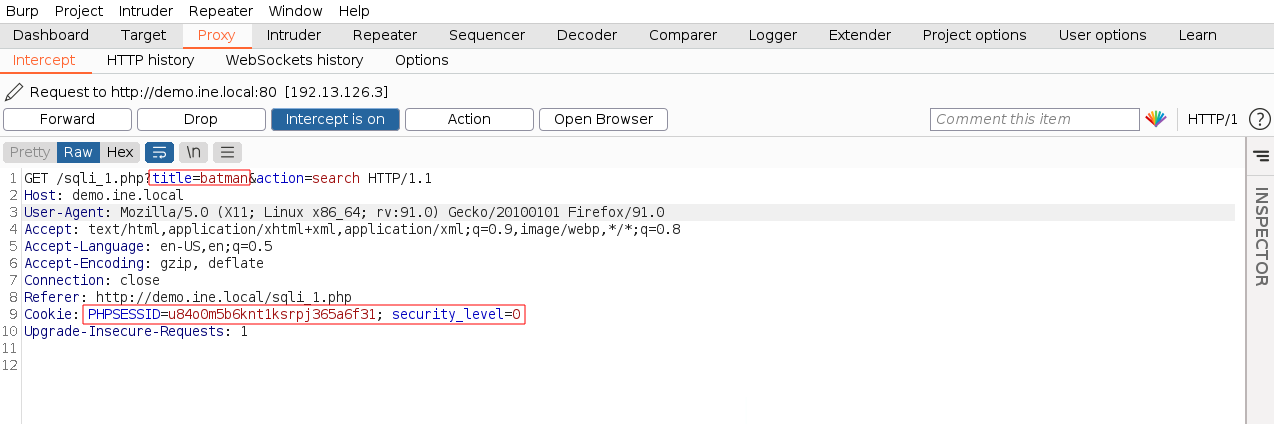 Burp Project Intruder Repeater Window Help
Dashboard Target Proxy Intruder Repeater Sequencer Decoder Comparer Logger Extender Project options User options Learn
Intercept HTTP history WebSockets history Options
Request to http://demo.ine.local:80 [192.13.126.3]
Forward Drop Intercept is on Action Open Browser Comment this item HTTP/1 ?
Pretty Raw Hex \n
1 GET /sqli_1.php?title=batman&action=search HTTP/1.1
2 Host: demo.ine.local
3 User-Agent: Mozilla/5.0 (X11; Linux x86_64; rv:91.0) Gecko/20100101 Firefox/91.0
4 Accept: text/html,application/xhtml+xml,application/xml;q=0.9,image/webp,*/*;q=0.8
5 Accept-Language: en-US,en;q=0.5
6 Accept-Encoding: gzip, deflate
7 Connection: close
8 Referer: http://demo.ine.local/sqli_1.php
9 Cookie: PHPSESSID=u84o0m5b6knt1ksrpj365a6f31; security_level=0
10 Upgrade-Insecure-Requests: 1
11
12
INSPECTOR